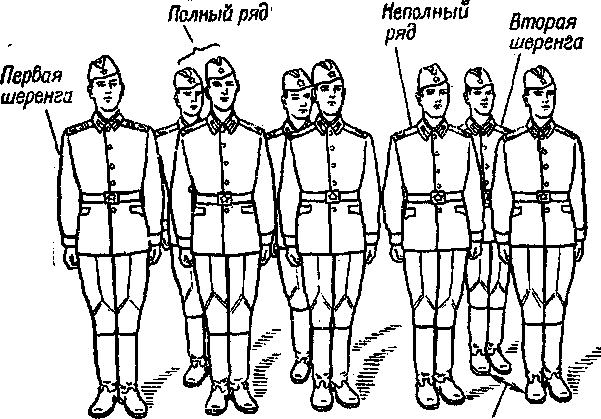 Полный ряд
Неполный
ряд
Вторая
шеренга
Первая
шеренга